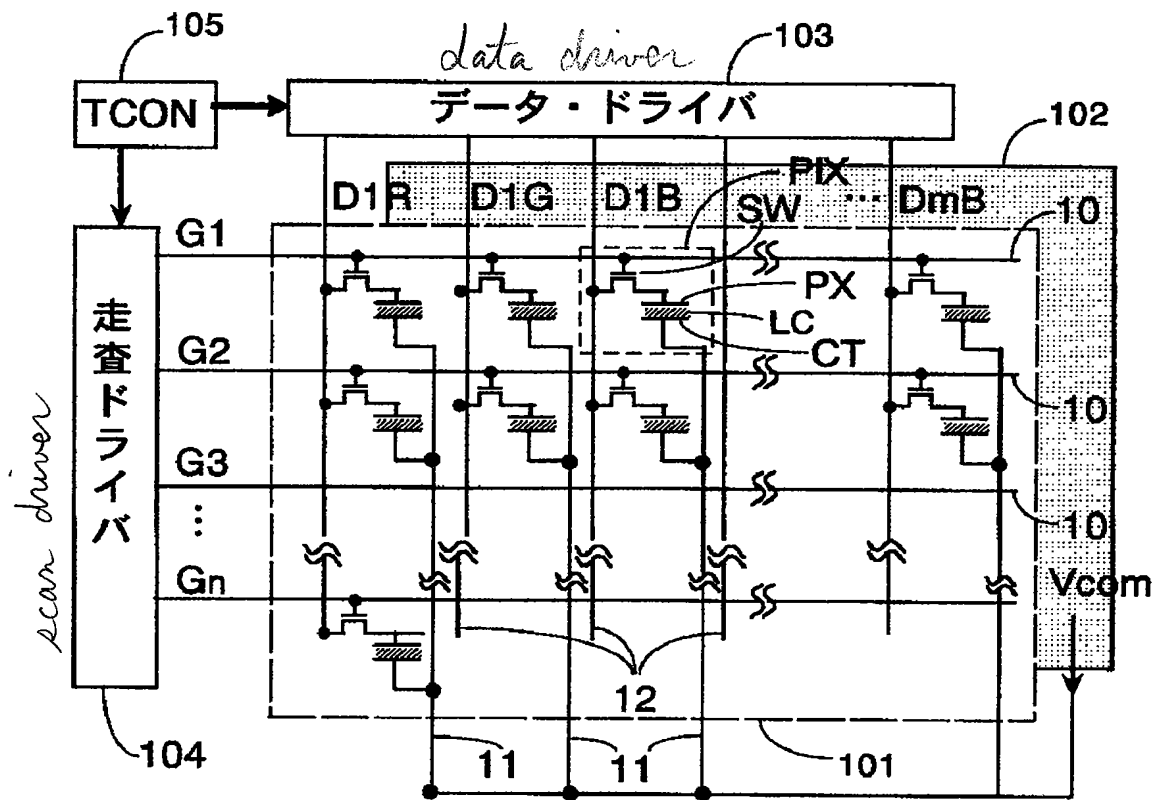 105
data driver
103
TCON
データ・ドライバ
102
PIX
D1R
D1G
D1B
SW
… DmB
10
G1
PX
LC
CT
G2
10
走査ドライバ
scan driver
G3
10
⋮
Gn
Vcom
12
104
11
11
101